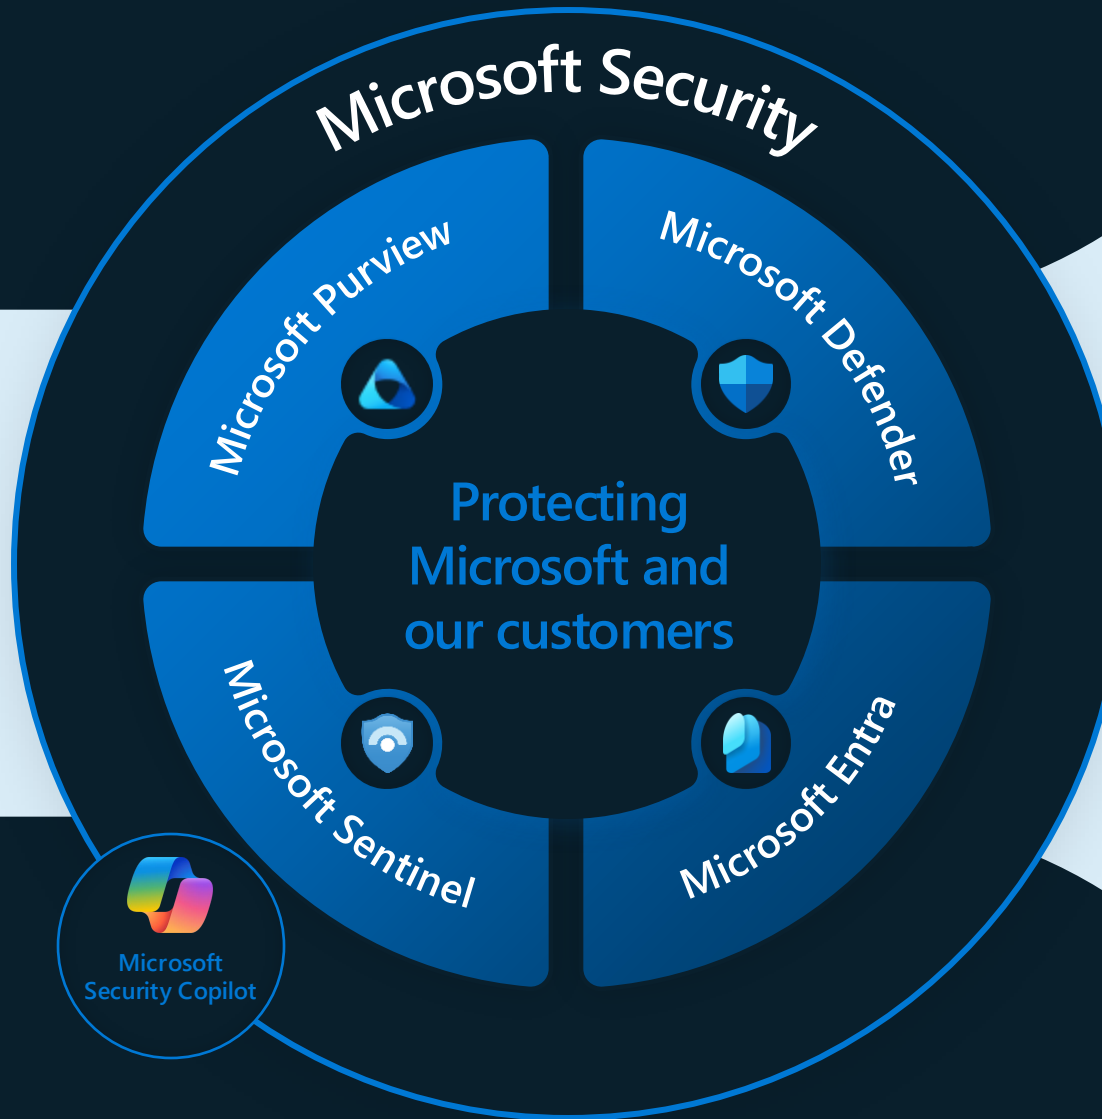 Microsoft Security
Microsoft Purview
Microsoft Defender
Protecting
Microsoft and
our customers
Microsoft Sentinel
Microsoft Entra
Microsoft
Security Copilot